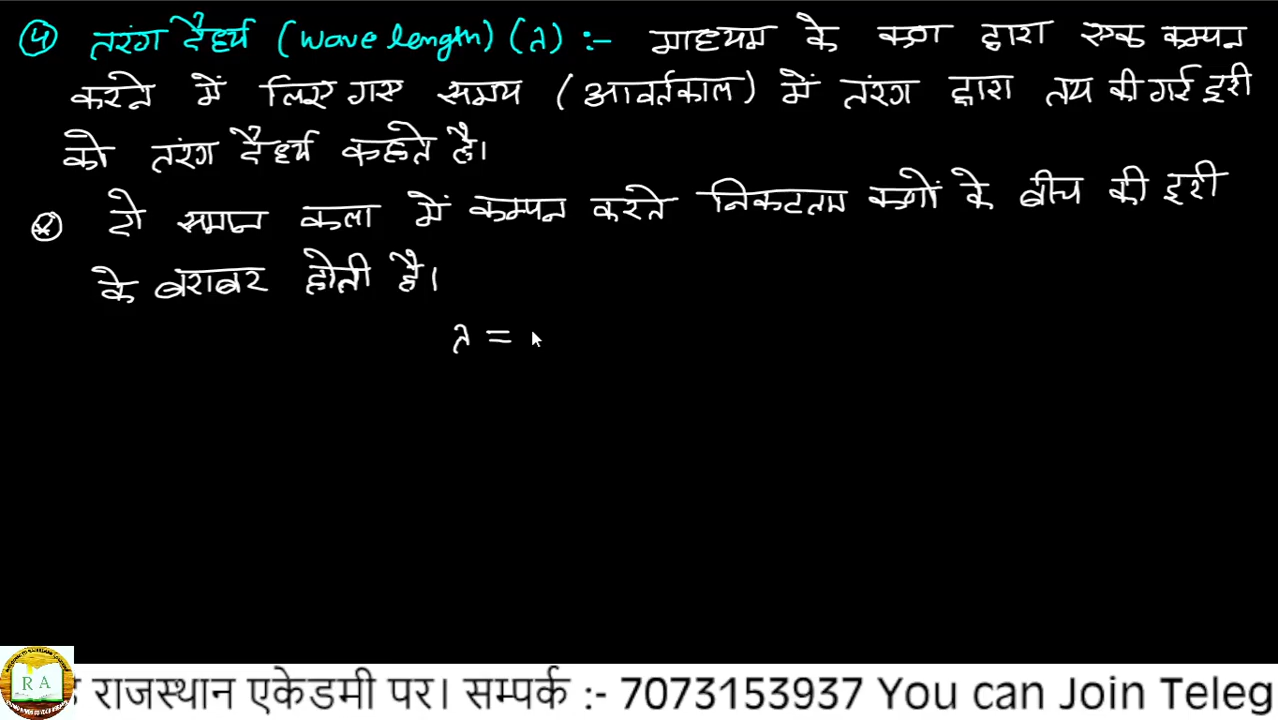 ५ तरंग दैर्ध्य (wave length) (λ) :- माध्यम के कण द्वारा एक कम्पन
करने में लिए गए समय (आवर्तकाल) में तरंग द्वारा तय की गई दूरी
को तरंग दैर्ध्य कहते है।
* दो समान कला में कम्पन करते निकटतम कणों के बीच की दूरी
के बराबर होती है।
λ =
RA
राजस्थान एकेडमी पर। सम्पर्क :- 7073153937 You can Join Teleg